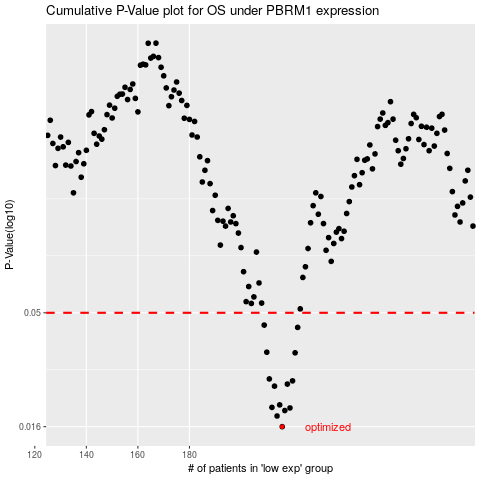 Cumulative P-Value plot for OS under PBRM1 expression
P-Value(log10)
0.05
0.016
optimized
120 140 160 180
# of patients in 'low exp' group